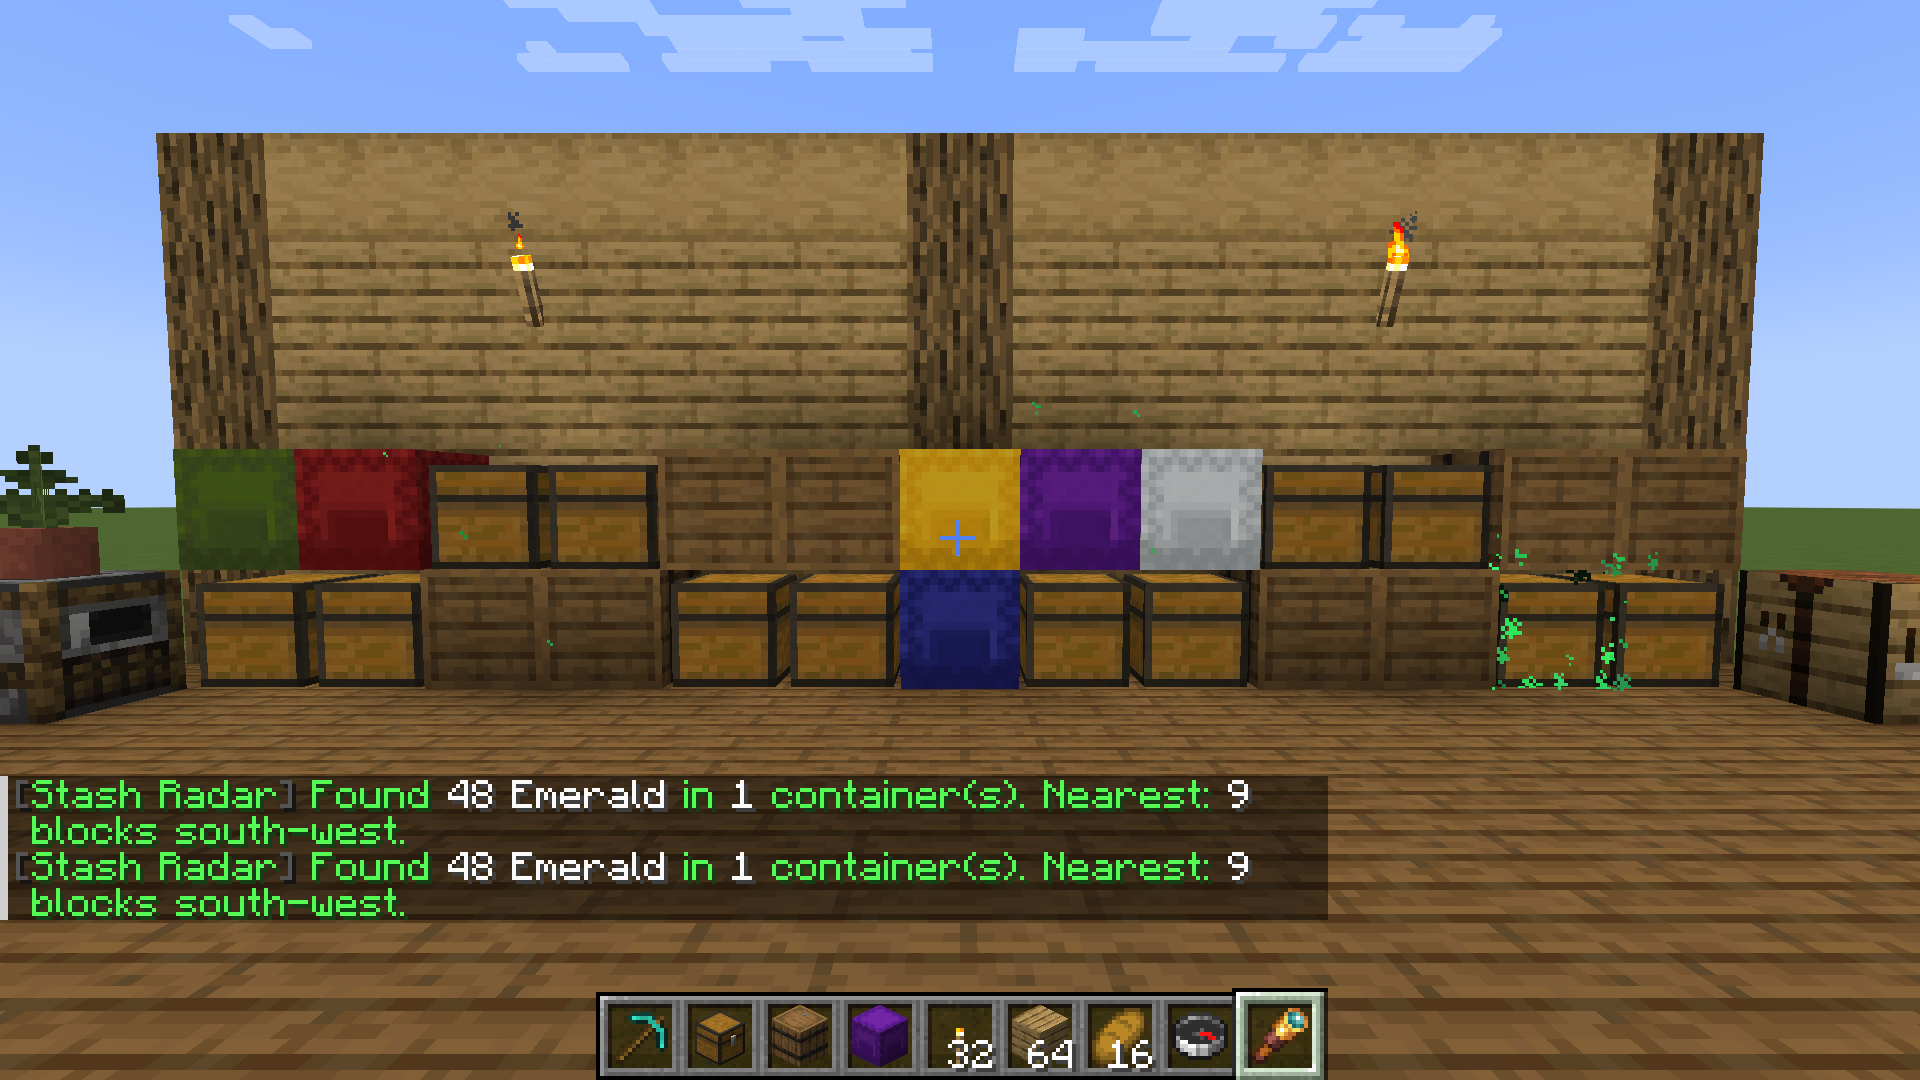 [Stash Radar] Found 48 Emerald in 1 container(s). Nearest: 9
blocks south-west.
[Stash Radar] Found 48 Emerald in 1 container(s). Nearest: 9
blocks south-west.
32 64 16